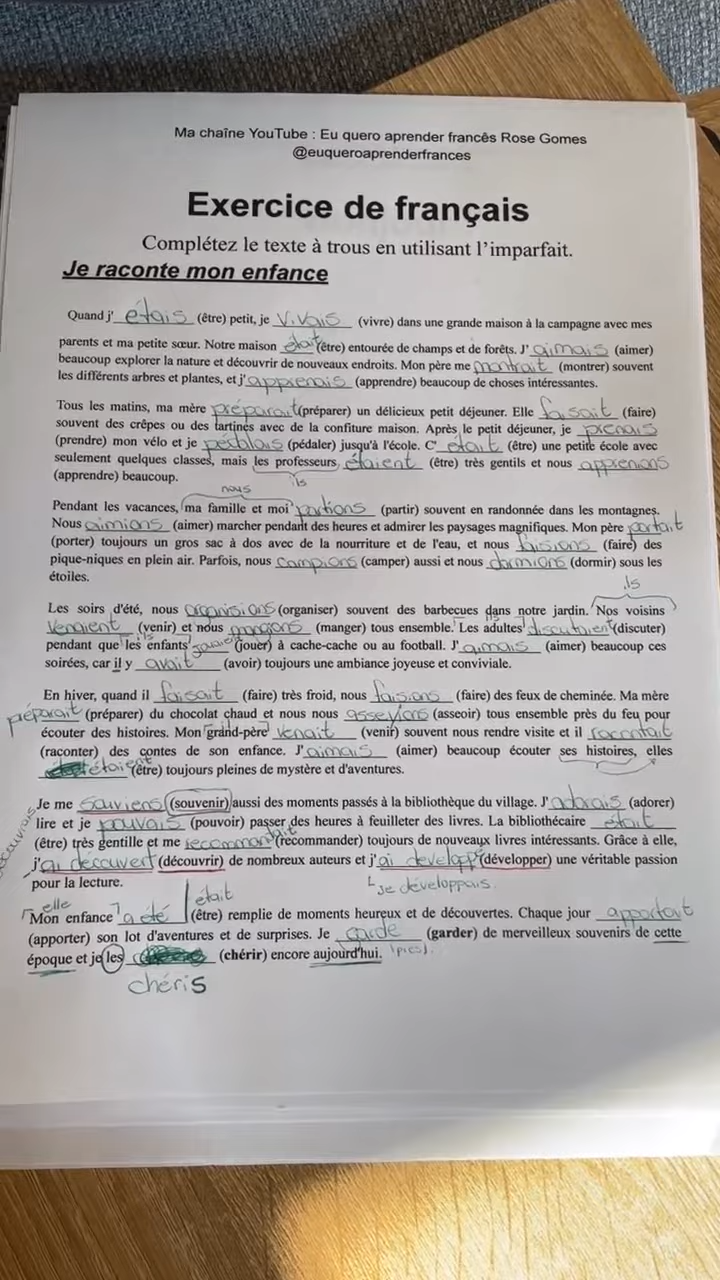 Ma chaîne YouTube : Eu quero aprender francês Rose Gomes
@euqueroaprenderfrances
Exercice de français
Complétez le texte à trous en utilisant l'imparfait.
Je raconte mon enfance
Quand j' étais (être) petit, je vivais (vivre) dans une grande maison à la campagne avec mes
parents et ma petite sœur. Notre maison était (être) entourée de champs et de forêts. J' aimais (aimer)
beaucoup explorer la nature et découvrir de nouveaux endroits. Mon père me montrait (montrer) souvent
les différents arbres et plantes, et j' apprenais (apprendre) beaucoup de choses intéressantes.
Tous les matins, ma mère préparait (préparer) un délicieux petit déjeuner. Elle faisait (faire)
souvent des crêpes ou des tartines avec de la confiture maison. Après le petit déjeuner, je prenais
(prendre) mon vélo et je pédalais (pédaler) jusqu'à l'école. C' était (être) une petite école avec
seulement quelques classes, mais les professeurs étaient (être) très gentils et nous apprenions
(apprendre) beaucoup.
ils
nous
Pendant les vacances, ma famille et moi partions (partir) souvent en randonnée dans les montagnes.
Nous aimions (aimer) marcher pendant des heures et admirer les paysages magnifiques. Mon père portait
(porter) toujours un gros sac à dos avec de la nourriture et de l'eau, et nous faisions (faire) des
pique-niques en plein air. Parfois, nous campions (camper) aussi et nous dormions (dormir) sous les
étoiles.
ils
Les soirs d'été, nous organisions (organiser) souvent des barbecues dans notre jardin. Nos voisins
venaient (venir) et nous mangions (manger) tous ensemble. Les adultes discutaient (discuter)
pendant que les enfants (jouer) à cache-cache ou au football. J' aimais (aimer) beaucoup ces
soirées, car il y avait (avoir) toujours une ambiance joyeuse et conviviale.
En hiver, quand il faisait (faire) très froid, nous faisions (faire) des feux de cheminée. Ma mère
préparait (préparer) du chocolat chaud et nous nous asseyions (asseoir) tous ensemble près du feu pour
écouter des histoires. Mon grand-père venait (venir) souvent nous rendre visite et il racontait
(raconter) des contes de son enfance. J' aimais (aimer) beaucoup écouter ses histoires, elles
étaient (être) toujours pleines de mystère et d'aventures.
Je me souviens (souvenir) aussi des moments passés à la bibliothèque du village. J' adorais (adorer)
lire et je pouvais (pouvoir) passer des heures à feuilleter des livres. La bibliothécaire était
(être) très gentille et me recommantait (recommander) toujours de nouveaux livres intéressants. Grâce à elle,
j' ai découvert (découvrir) de nombreux auteurs et j' ai développ (développer) une véritable passion
pour la lecture.
je développais
elle
était
Mon enfance a été (être) remplie de moments heureux et de découvertes. Chaque jour apportait
(apporter) son lot d'aventures et de surprises. Je garde (garder) de merveilleux souvenirs de cette
époque et je les (chérir) encore aujourd'hui.
chéris